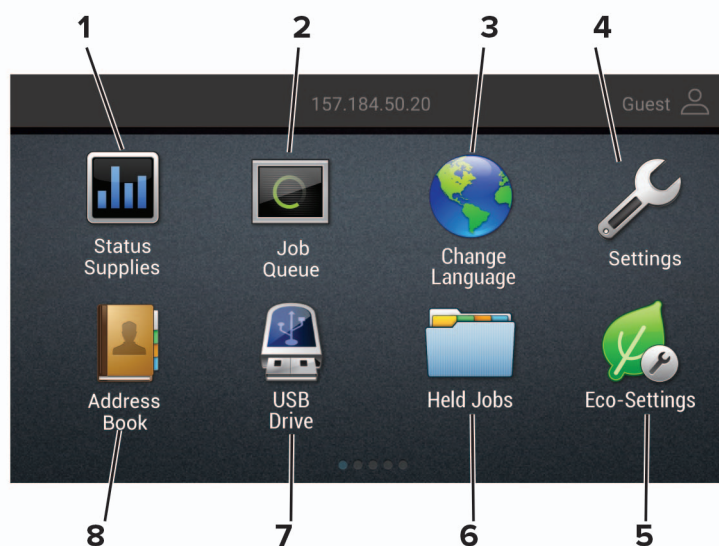 1 2 3 4
157.184.50.20 Guest
Status
Supplies
Job
Queue
Change
Language
Settings
Address
Book
USB
Drive
Held Jobs
Eco-Settings
8 7 6 5